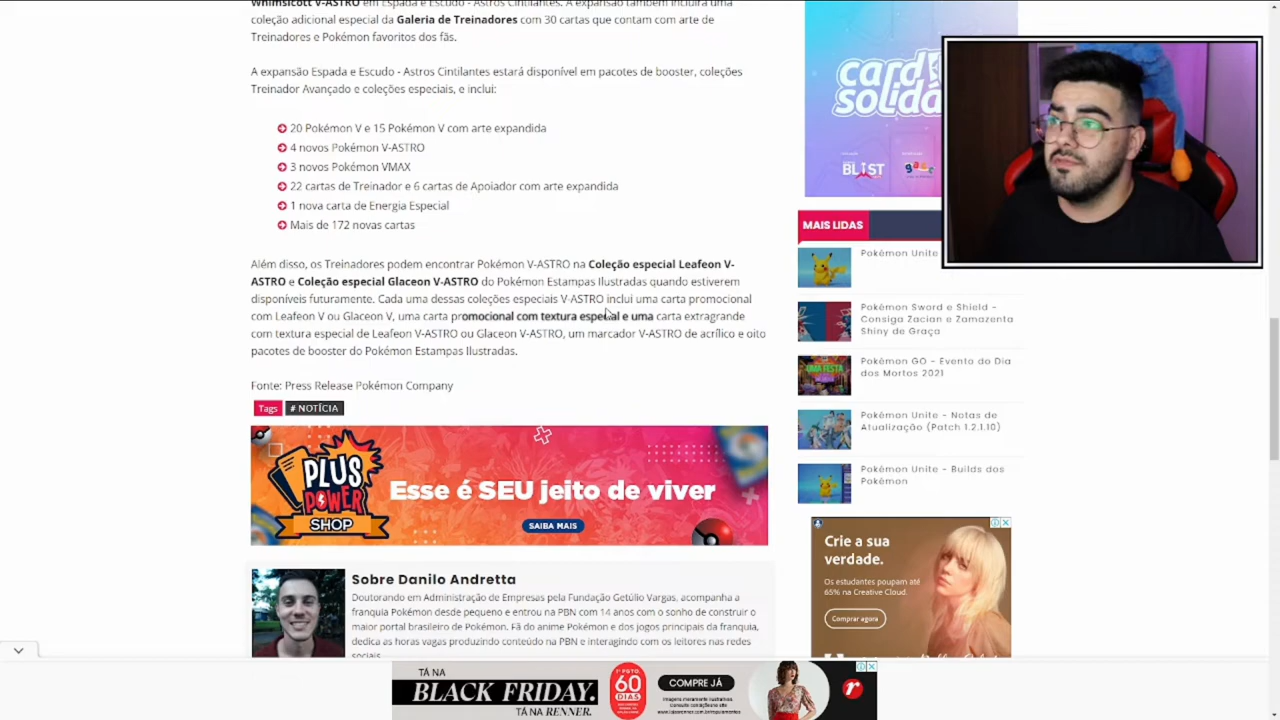 Whimsicott V-ASTRO em Espada e Escudo - Astros Cintilantes. A expansão também incluirá uma
coleção adicional especial da Galeria de Treinadores com 30 cartas que contam com arte de
Treinadores e Pokémon favoritos dos fãs.
A expansão Espada e Escudo - Astros Cintilantes estará disponível em pacotes de booster, coleções
Treinador Avançado e coleções especiais, e inclui:
20 Pokémon V e 15 Pokémon V com arte expandida
4 novos Pokémon V-ASTRO
3 novos Pokémon VMAX
22 cartas de Treinador e 6 cartas de Apoiador com arte expandida
1 nova carta de Energia Especial
Mais de 172 novas cartas
Além disso, os Treinadores podem encontrar Pokémon V-ASTRO na Coleção especial Leafeon V-
ASTRO e Coleção especial Glaceon V-ASTRO do Pokémon Estampas Ilustradas quando estiverem
disponíveis futuramente. Cada uma dessas coleções especiais V-ASTRO inclui uma carta promocional
com Leafeon V ou Glaceon V, uma carta promocional com textura especial e uma carta extragrande
com textura especial de Leafeon V-ASTRO ou Glaceon V-ASTRO, um marcador V-ASTRO de acrílico e oito
pacotes de booster do Pokémon Estampas Ilustradas.
Fonte: Press Release Pokémon Company
Tags # NOTÍCIA
PLUS
POWER
SHOP
Esse é SEU jeito de viver
SAIBA MAIS
Sobre Danilo Andretta
Doutorando em Administração de Empresas pela Fundação Getúlio Vargas, acompanha a
franquia Pokémon desde pequeno e entrou na PBN com 14 anos com o sonho de construir o
maior portal brasileiro de Pokémon. Fã do anime Pokémon e dos jogos principais da franquia,
dedica as horas vagas produzindo conteúdo na PBN e interagindo com os leitores nas redes
sociais.
card
solida
BLAST
MAIS LIDAS
Pokémon Unite
Pokémon Sword e Shield -
Consiga Zacian e Zamazenta
Shiny de Graça
Pokémon GO - Evento do Dia
dos Mortos 2021
UMA FESTA
Pokémon Unite - Notas de
Atualização (Patch 1.2.1.10)
Pokémon Unite - Builds dos
Pokémon
Crie a sua
verdade.
Os estudantes poupam até
65% na Creative Cloud.
Comprar agora
TÁ NA
BLACK FRIDAY.
TÁ NA RENNER.
1ª PGTO.
60
DIAS
COMPRE JÁ